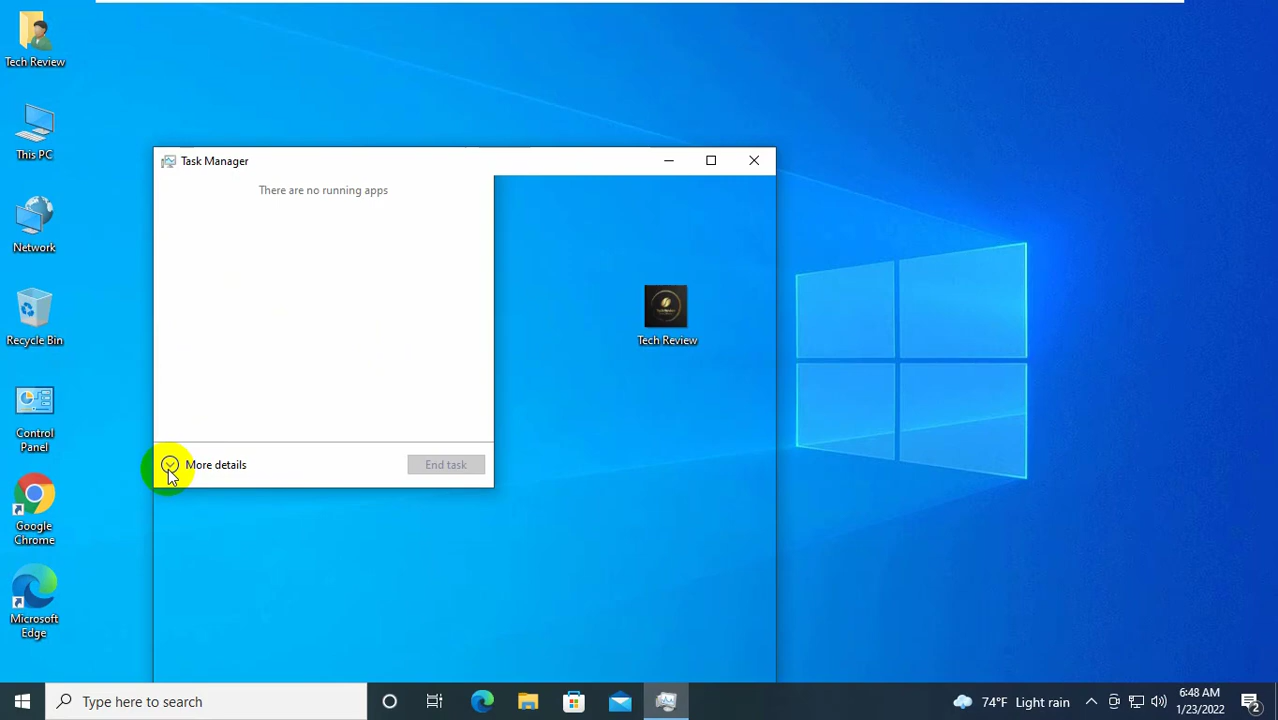 Tech Review
This PC
Network
Recycle Bin
Control
Panel
Google
Chrome
Microsoft
Edge
Task Manager
There are no running apps
More details
End task
Tech Review
Type here to search
74°F Light rain
6:48 AM
1/23/2022
2